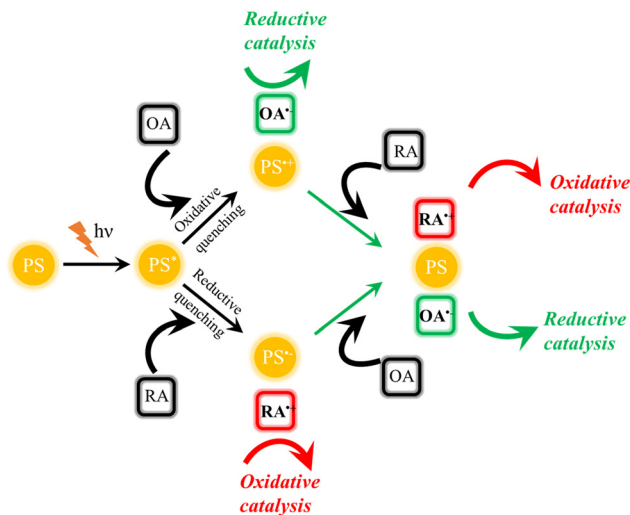 Reductive
catalysis
OA
OA•-
PS•+
RA
Oxidative
catalysis
Oxidative
quenching
RA•+
hν
PS
PS*
PS
Reductive
quenching
OA•-
Reductive
catalysis
PS•-
RA
OA
RA•+
Oxidative
catalysis